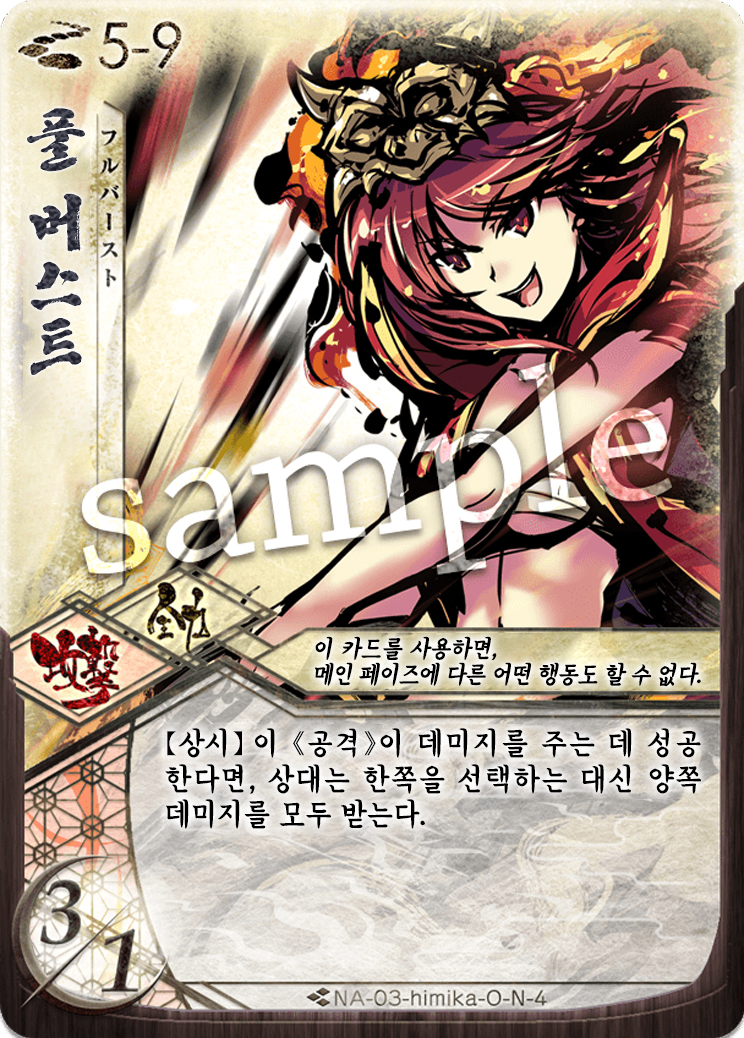 5-9
풀 버스트
フルバースト
sample
攻撃
全力
이 카드를 사용하면,
메인 페이즈에 다른 어떤 행동도 할 수 없다.
【상시】이 《공격》이 데미지를 주는 데 성공
한다면, 상대는 한쪽을 선택하는 대신 양쪽
데미지를 모두 받는다.
3/1
NA-03-himika-O-N-4